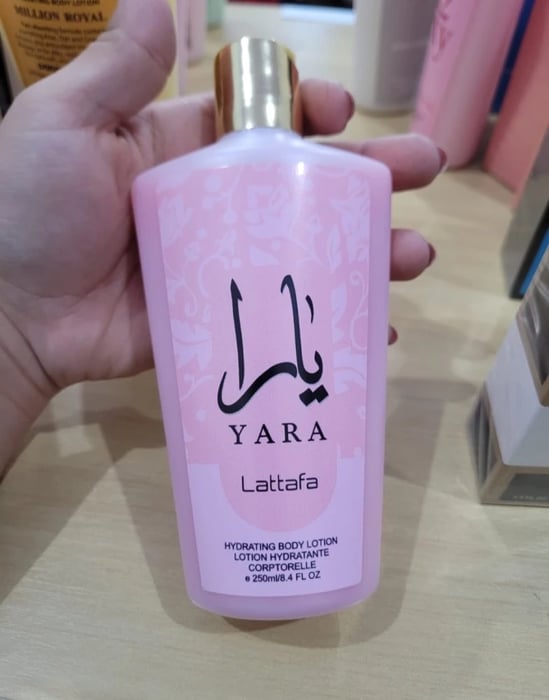 MILLION ROYAL
يارا
YARA
Lattafa
HYDRATING BODY LOTION
LOTION HYDRATANTE
CORPTORELLE
e 250ml/8.4 FL OZ